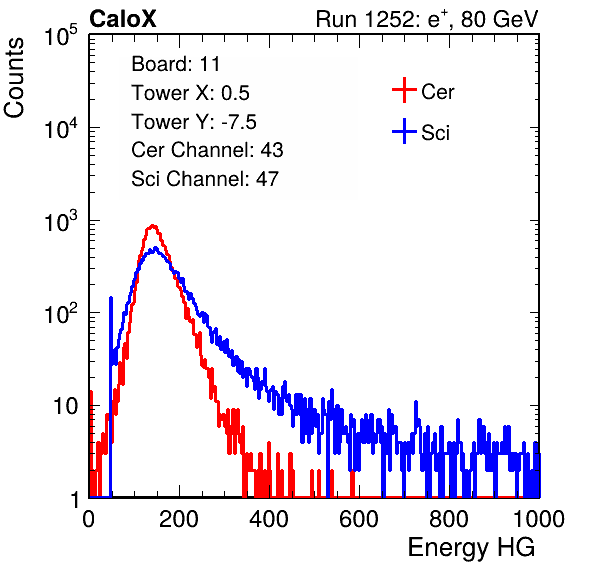 CaloX Run 1252: e⁺, 80 GeV
Counts
Board: 11
Tower X: 0.5
Tower Y: -7.5
Cer Channel: 43
Sci Channel: 47
Cer
Sci
10⁵
10⁴
10³
10²
10
1
0 200 400 600 800 1000
Energy HG